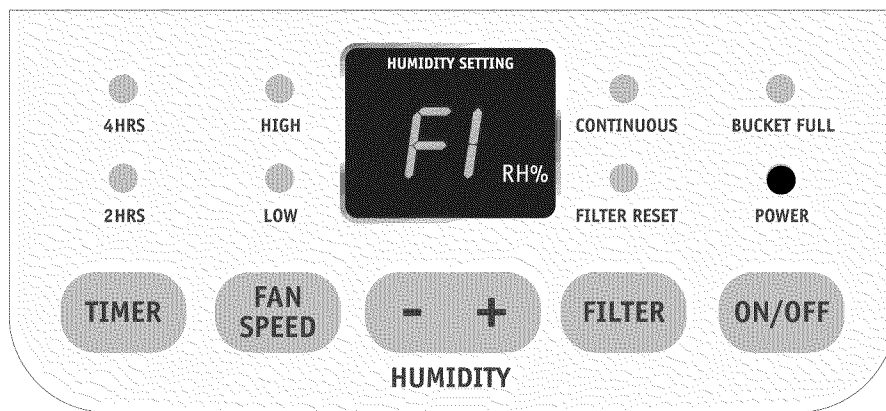 HUMIDITY SETTING
F1
RH%
4HRS
HIGH
CONTINUOUS
BUCKET FULL
2HRS
LOW
FILTER RESET
POWER
TIMER
FAN
SPEED
- +
FILTER
ON/OFF
HUMIDITY